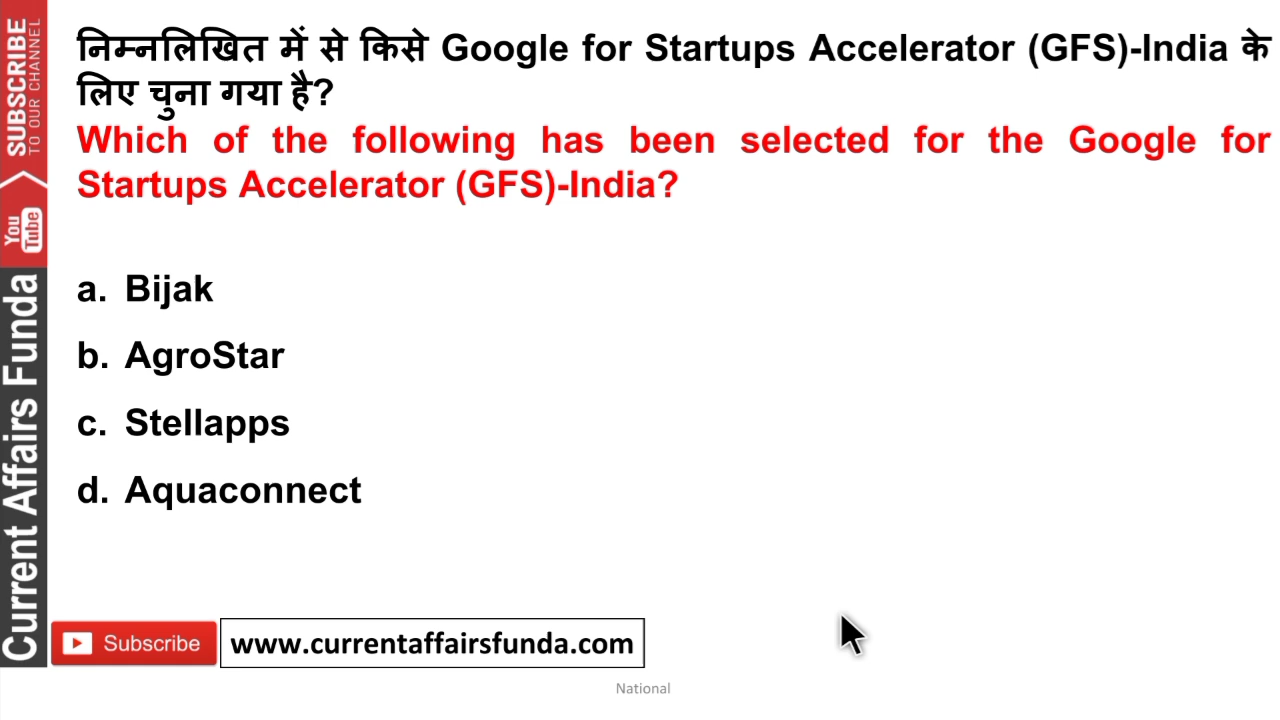 निम्नलिखित में से किसे Google for Startups Accelerator (GFS)-India के
लिए चुना गया है?
Which of the following has been selected for the Google for
Startups Accelerator (GFS)-India?
a. Bijak
b. AgroStar
c. Stellapps
d. Aquaconnect
SUBSCRIBE
TO OUR CHANNEL
You
Tube
Current Affairs Funda
Subscribe
www.currentaffairsfunda.com
National